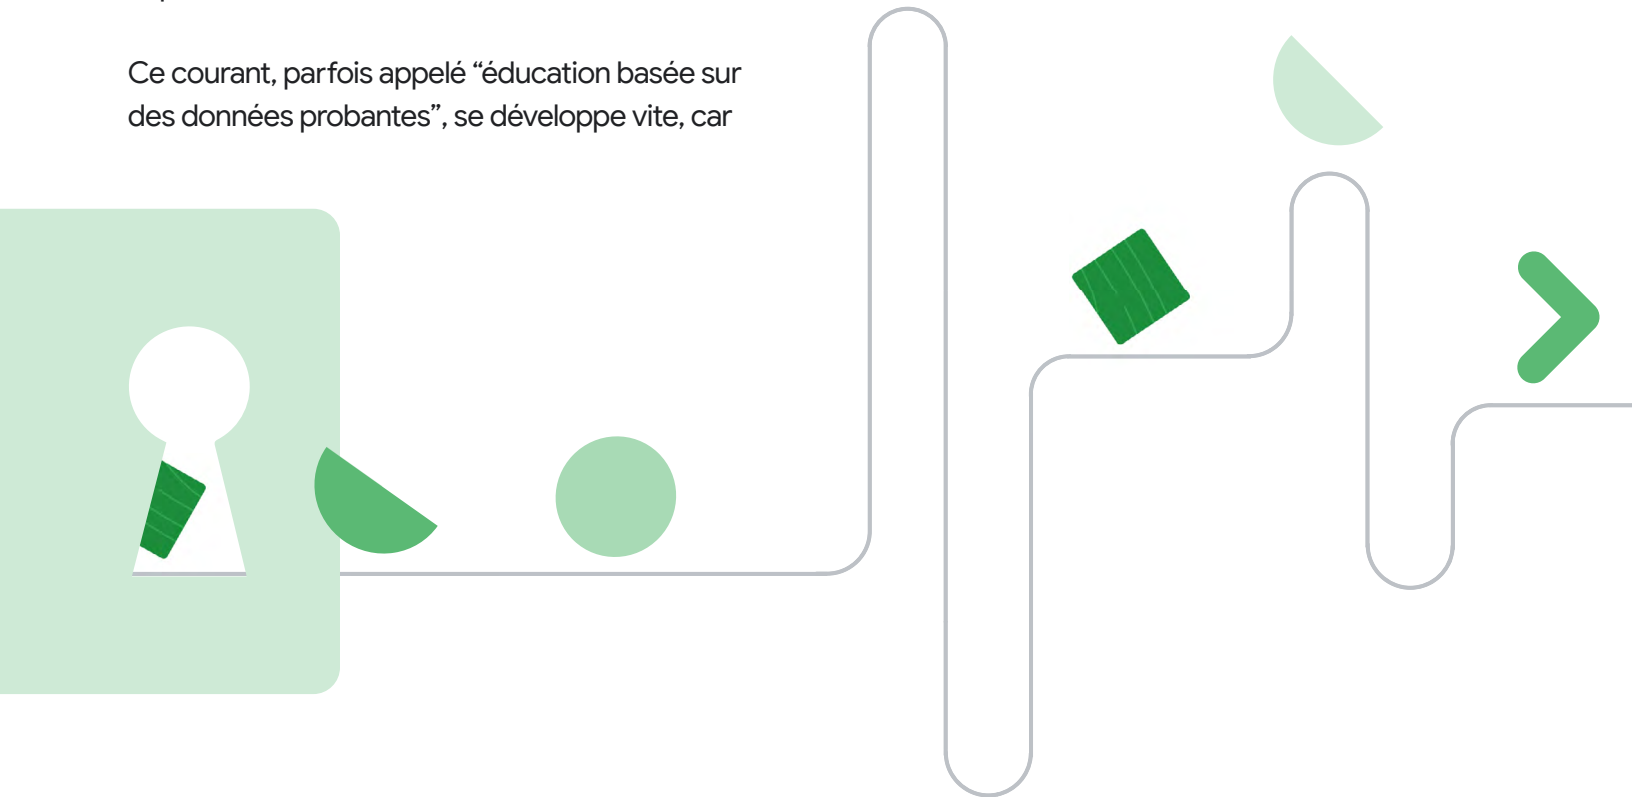 Ce courant, parfois appelé “éducation basée sur
des données probantes”, se développe vite, car